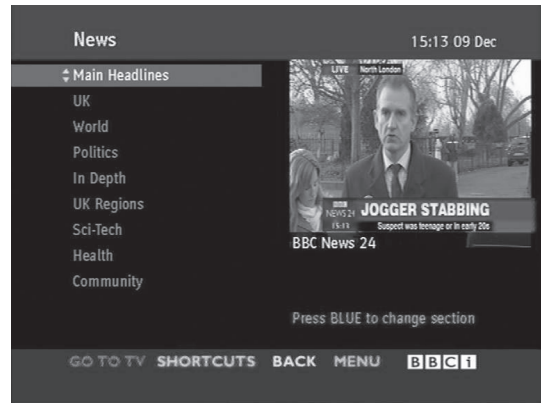 News
15:13 09 Dec
Main Headlines
UK
World
Politics
In Depth
UK Regions
Sci-Tech
Health
Community
LIVE North London
BBC
NEWS 24
15:13
JOGGER STABBING
Suspect was teenage or in early 20s
BBC News 24
Press BLUE to change section
GO TO TV SHORTCUTS BACK MENU BBCi